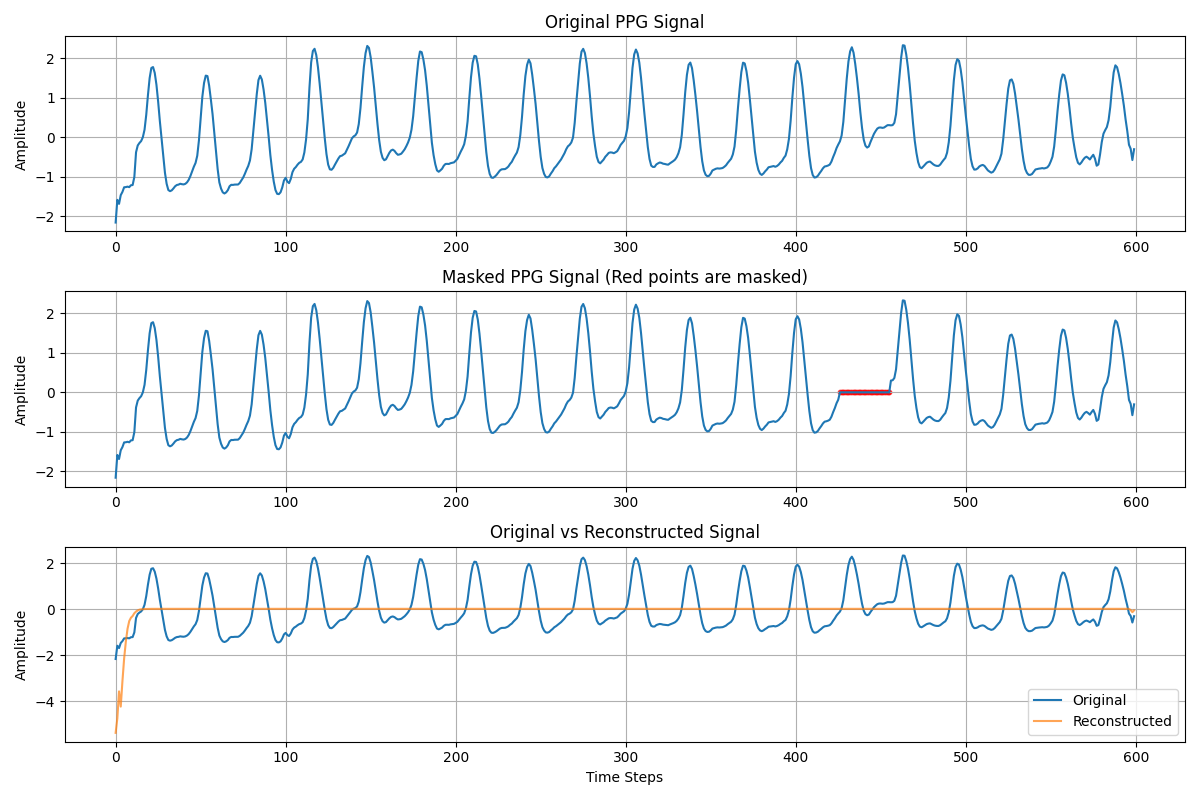 Original PPG Signal
Amplitude
2
1
0
−1
−2
0 100 200 300 400 500 600
Masked PPG Signal (Red points are masked)
Amplitude
2
1
0
−1
−2
0 100 200 300 400 500 600
Original vs Reconstructed Signal
Amplitude
2
0
−2
−4
Original
Reconstructed
0 100 200 300 400 500 600
Time Steps